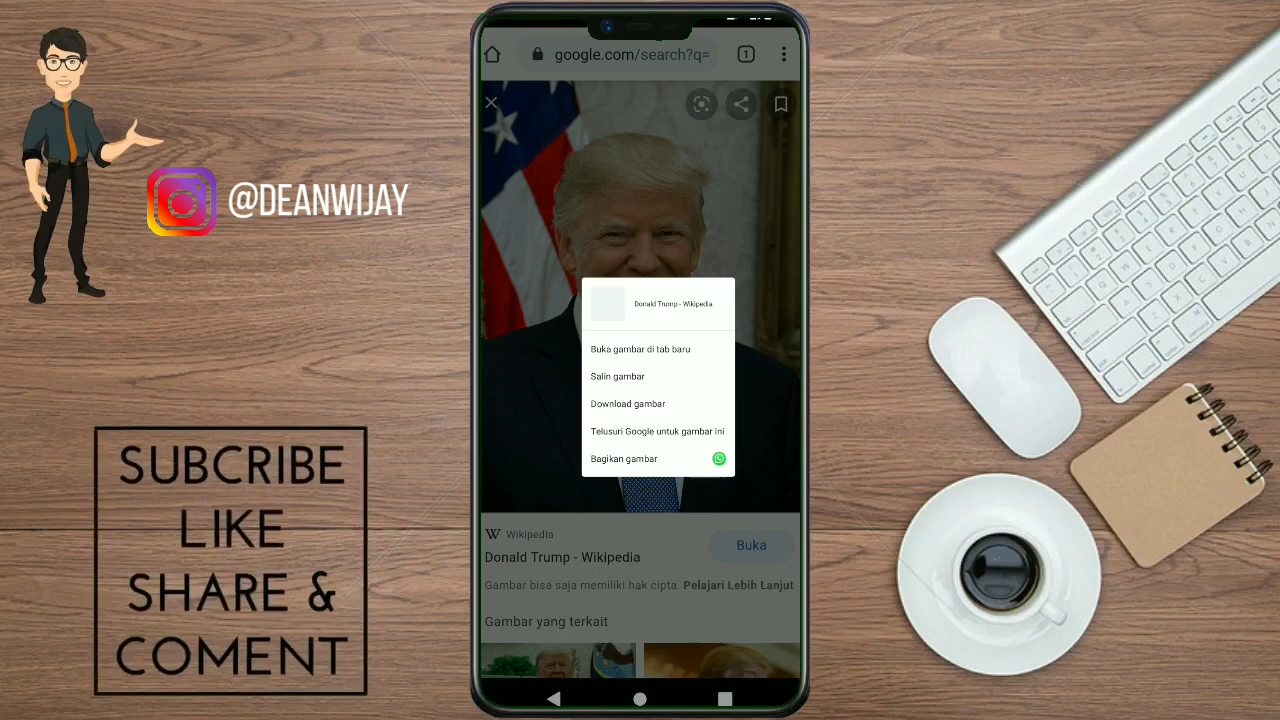 @DEANWIJAY
SUBCRIBE
LIKE
SHARE &
COMENT
google.com/search?q=
1
Donald Trump - Wikipedia
Buka gambar di tab baru
Salin gambar
Download gambar
Telusuri Google untuk gambar ini
Bagikan gambar
W Wikipedia
Donald Trump - Wikipedia
Buka
Gambar bisa saja memiliki hak cipta. Pelajari Lebih Lanjut
Gambar yang terkait